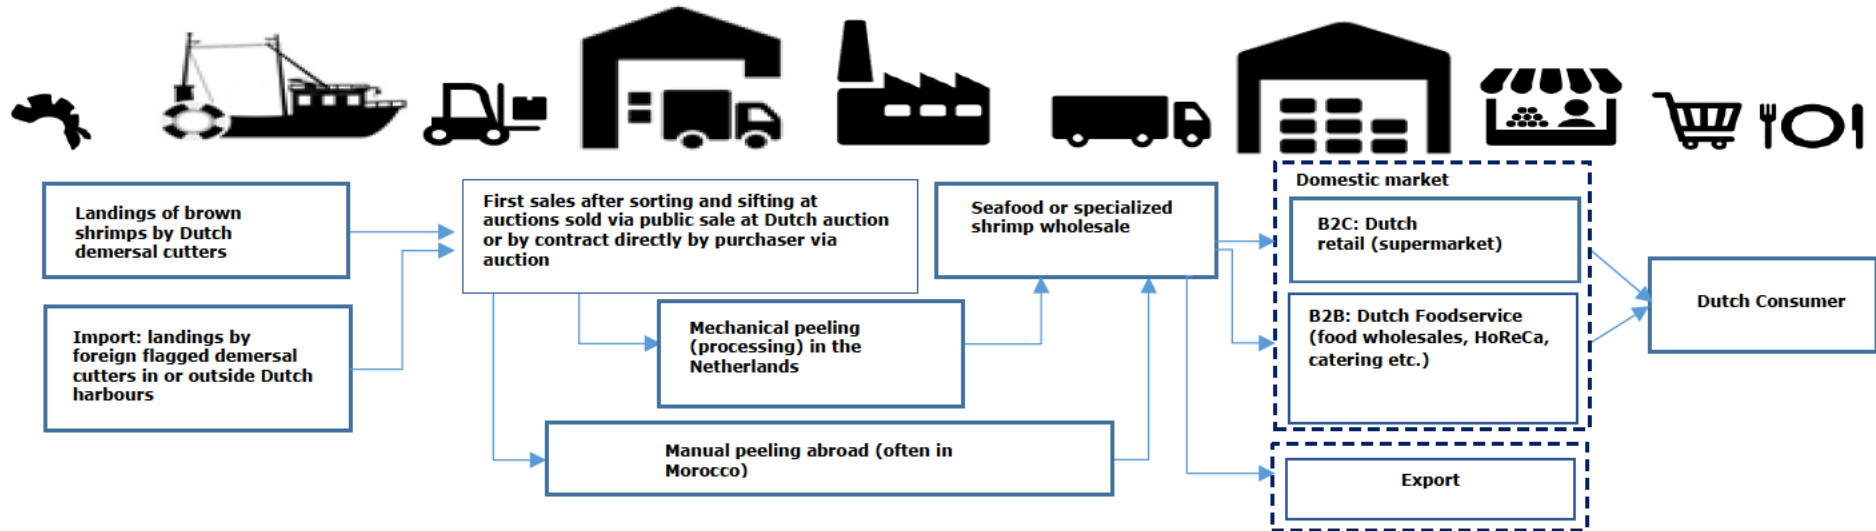 Landings of brown
shrimps by Dutch
demersal cutters
Import: landings by
foreign flagged demersal
cutters in or outside Dutch
harbours
First sales after sorting and sifting at
auctions sold via public sale at Dutch auction
or by contract directly by purchaser via
auction
Mechanical peeling
(processing) in the
Netherlands
Manual peeling abroad (often in
Morocco)
Seafood or specialized
shrimp wholesale
Domestic market
B2C: Dutch
retail (supermarket)
B2B: Dutch Foodservice
(food wholesales, HoReCa,
catering etc.)
Export
Dutch Consumer